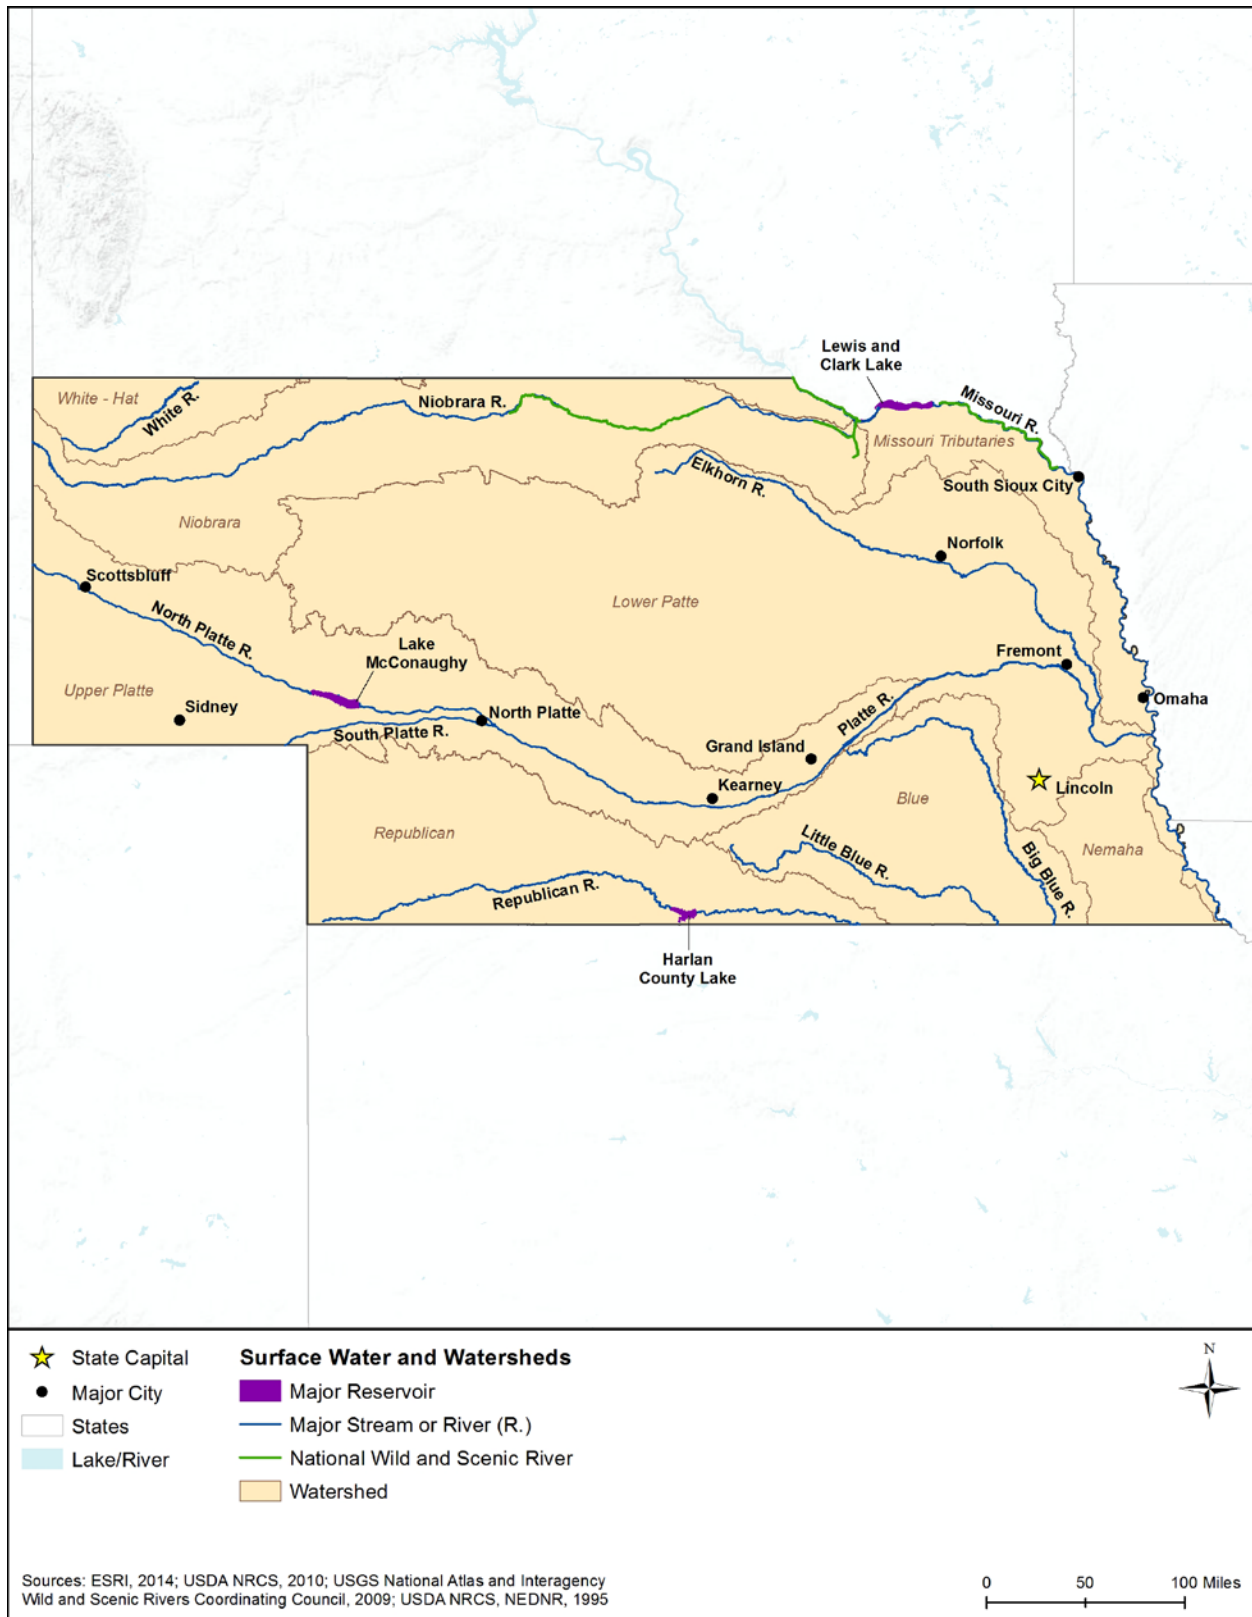 Lewis and
Clark Lake
White - Hat
White R.
Niobrara R.
Missouri R.
Missouri Tributaries
Elkhorn R.
South Sioux City
Niobrara
Norfolk
Scottsbluff
Lower Patte
North Platte R.
Lake
McConaughy
Fremont
Upper Platte
Sidney
Omaha
North Platte
Platte R.
South Platte R.
Grand Island
Kearney
Lincoln
Blue
Republican
Little Blue R.
Big Blue R.
Nemaha
Republican R.
Harlan
County Lake
State Capital
Major City
States
Lake/River
Surface Water and Watersheds
Major Reservoir
Major Stream or River (R.)
National Wild and Scenic River
Watershed
N
Sources: ESRI, 2014; USDA NRCS, 2010; USGS National Atlas and Interagency
Wild and Scenic Rivers Coordinating Council, 2009; USDA NRCS, NEDNR, 1995
0 50 100 Miles